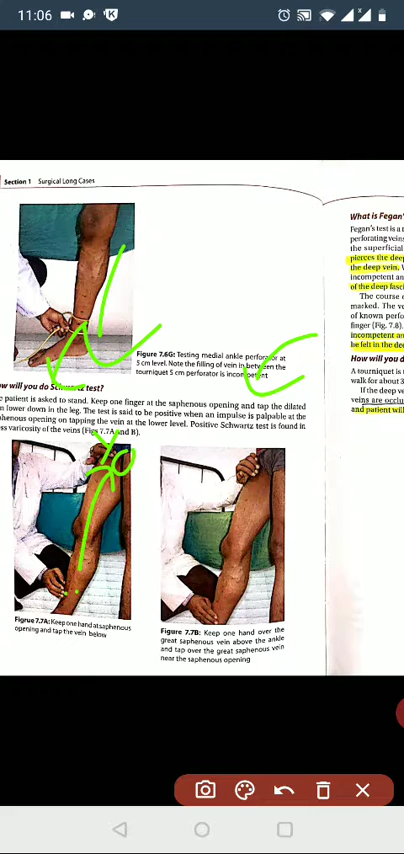 11:06
Section 1 Surgical Long Cases
Figure 7.6G: Testing medial ankle perforator at
5 cm level. Note the filling of vein in between the
tourniquet 5 cm perforator is incompetent
ow will you do Schwartz test?
e patient is asked to stand. Keep one finger at the saphenous opening and tap the dilated
n lower down in the leg. The test is said to be positive when an impulse is palpable at the
phenous opening on tapping the vein at the lower level. Positive Schwartz test is found in
ess varicosity of the veins (Figs 7.7A and B).
Figrue 7.7A: Keep one hand at saphenous
opening and tap the vein below
Figure 7.7B: Keep one hand over the
great saphenous vein above the ankle
and tap over the great saphenous vein
near the saphenous opening
What is Fegan'
Fegan's test is a t
perforating vein
the superficial
pierces the dee
the deep vein.
incompetent an
of the deep fasci
The course
marked. The ve
of known perfo
finger (Fig. 7.8).
incompetent an
be felt in the de
How will you d
A tourniquet is
walk for about 3
If the deep v
veins are occlu
and patient will